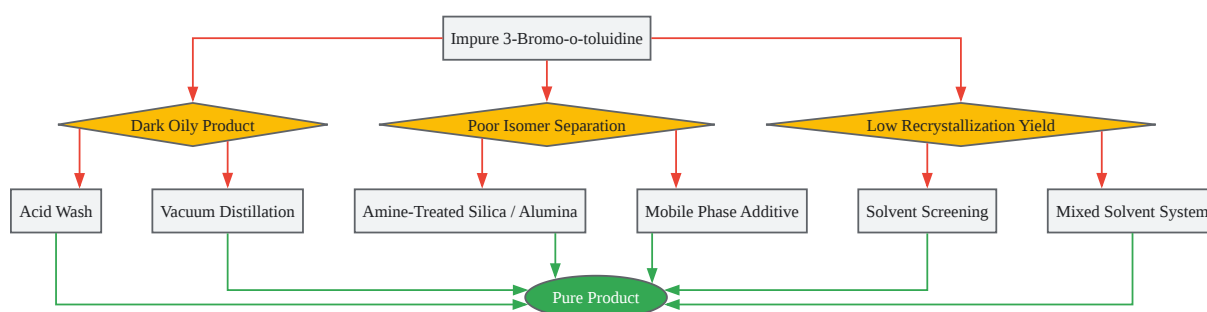 Impure 3-Bromo-o-toluidine
Dark Oily Product
Poor Isomer Separation
Low Recrystallization Yield
Acid Wash
Vacuum Distillation
Amine-Treated Silica / Alumina
Mobile Phase Additive
Solvent Screening
Mixed Solvent System
Pure Product